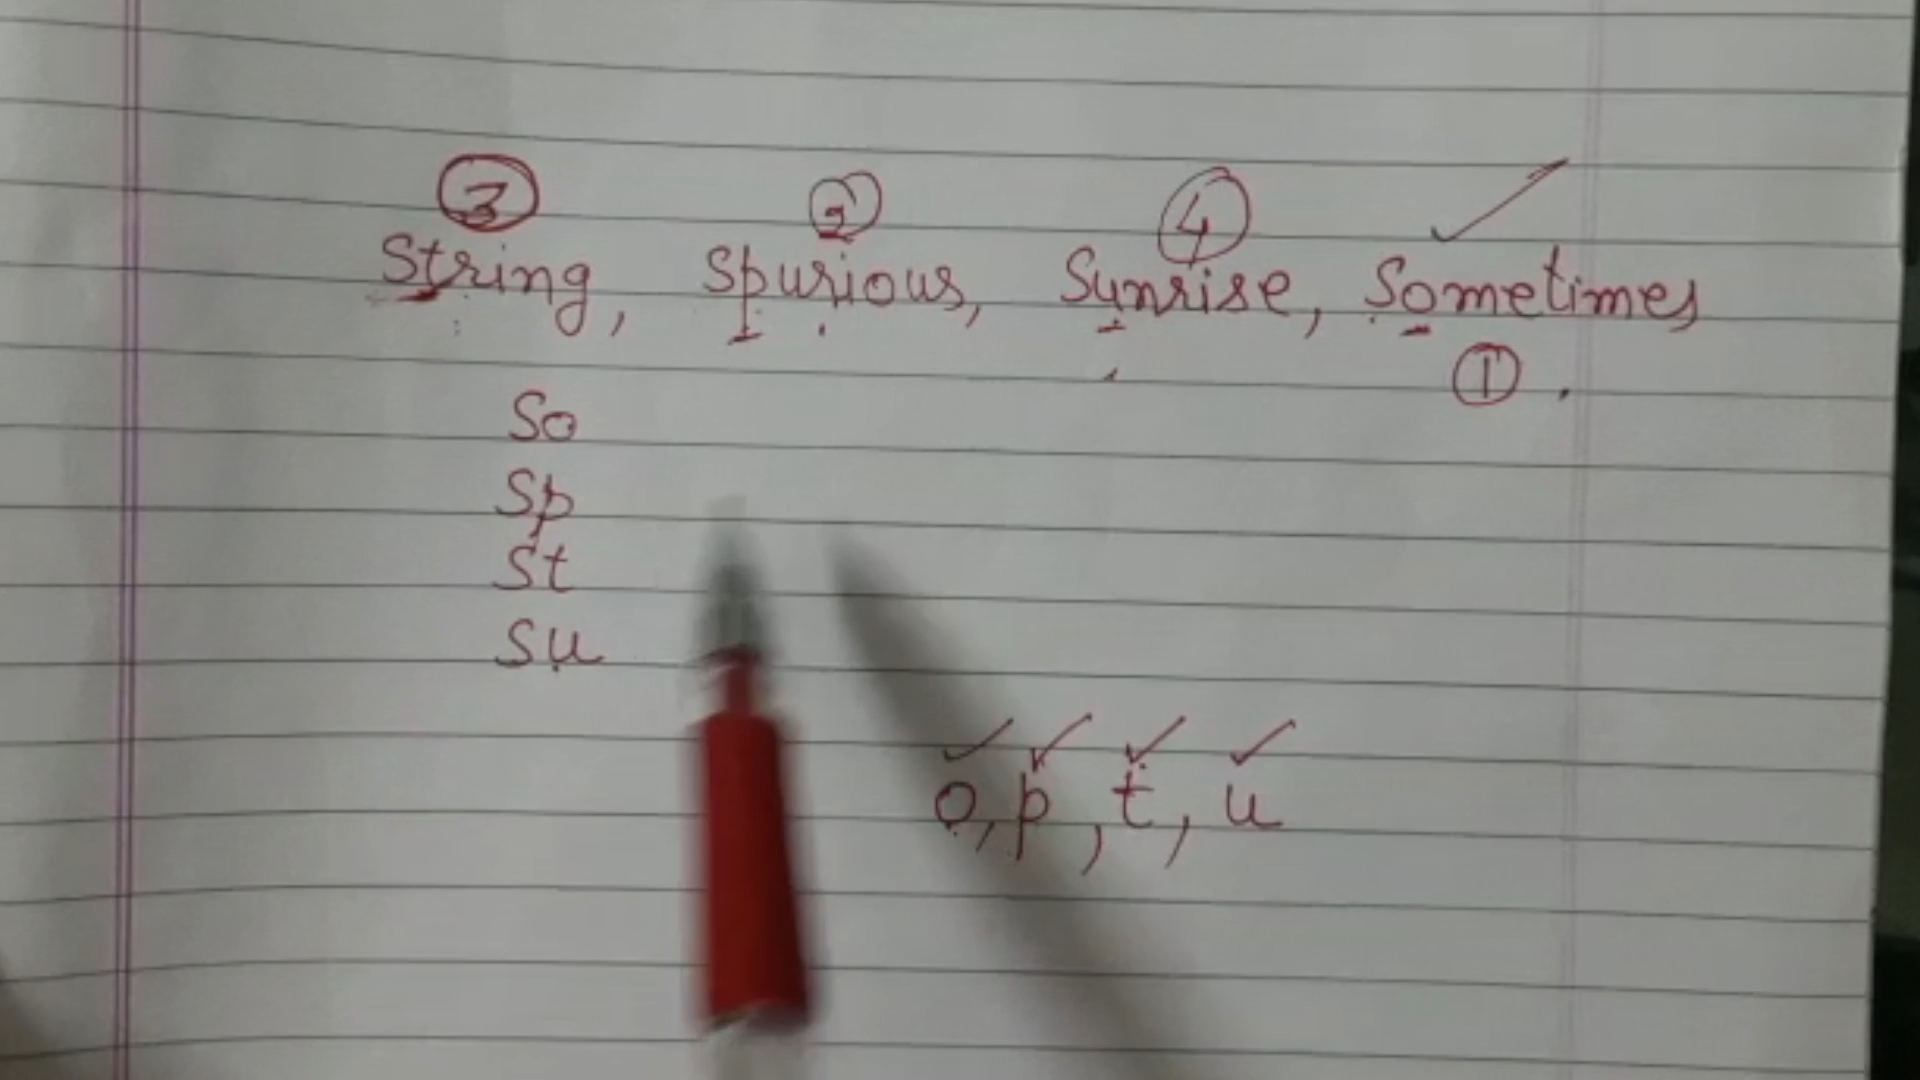 3 2 4
String, Spurious, Sunrise, Sometimes
1.
So
Sp
St
Su
o, p, t, u